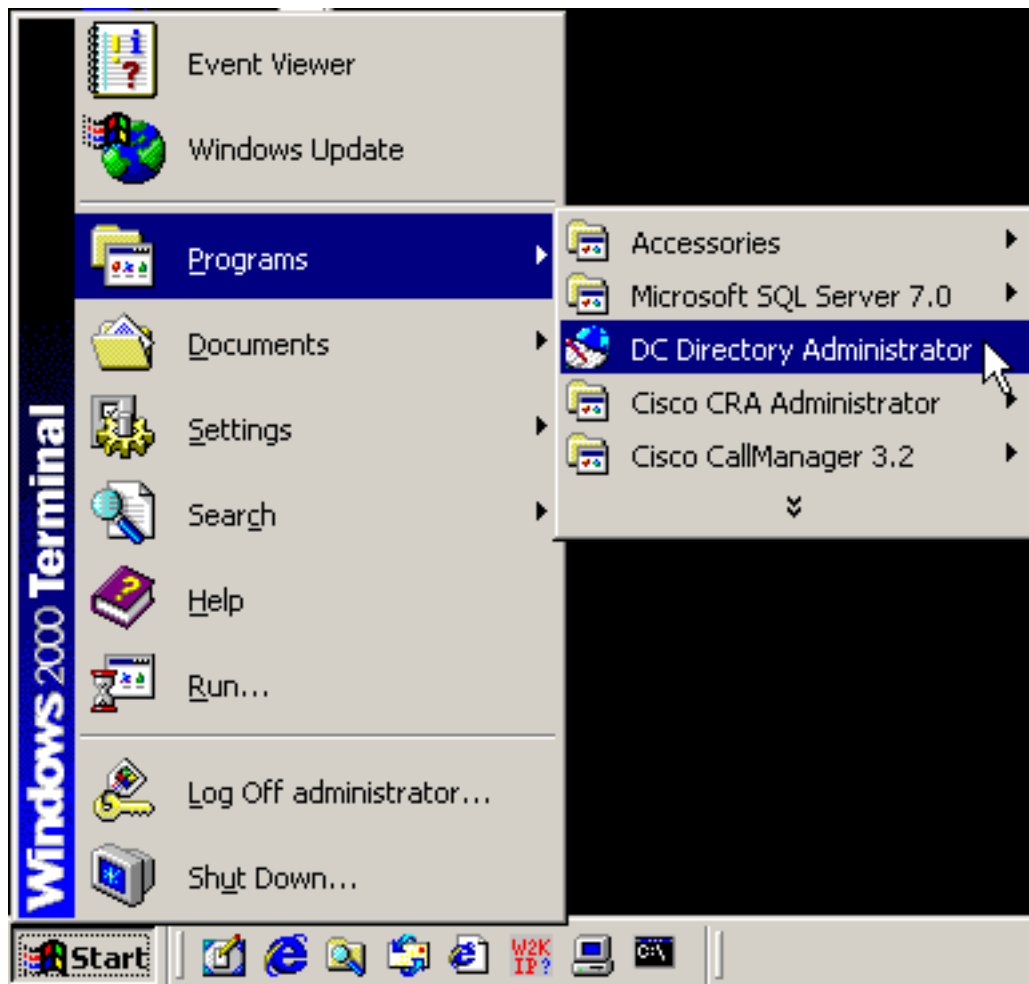 Event Viewer
Windows Update
Programs
Documents
Settings
Search
Help
Run...
Log Off administrator...
Shut Down...
Windows 2000 Terminal
Accessories
Microsoft SQL Server 7.0
DC Directory Administrator
Cisco CRA Administrator
Cisco CallManager 3.2
Start
W2K
IP?
C:\